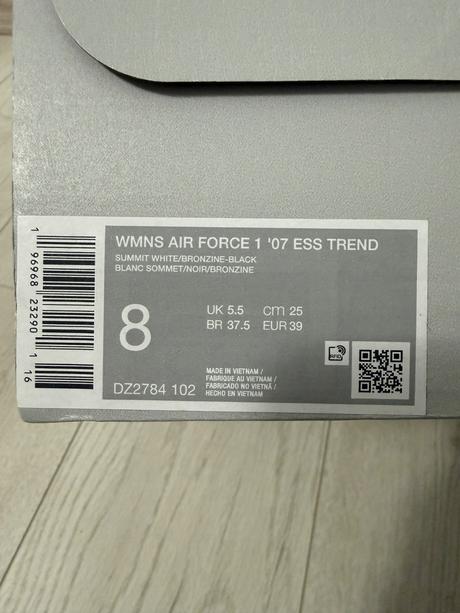 WMNS AIR FORCE 1 '07 ESS TREND
SUMMIT WHITE/BRONZINE-BLACK
BLANC SOMMET/NOIR/BRONZINE
8
UK 5.5 cm 25
BR 37.5 EUR 39
MADE IN VIETNAM /
FABRIQUE AU VIETNAM /
FABRICADO NO VIETNÃ /
HECHO EN VIETNAM
RFID
DZ2784 102
1 96968 23290 1 16